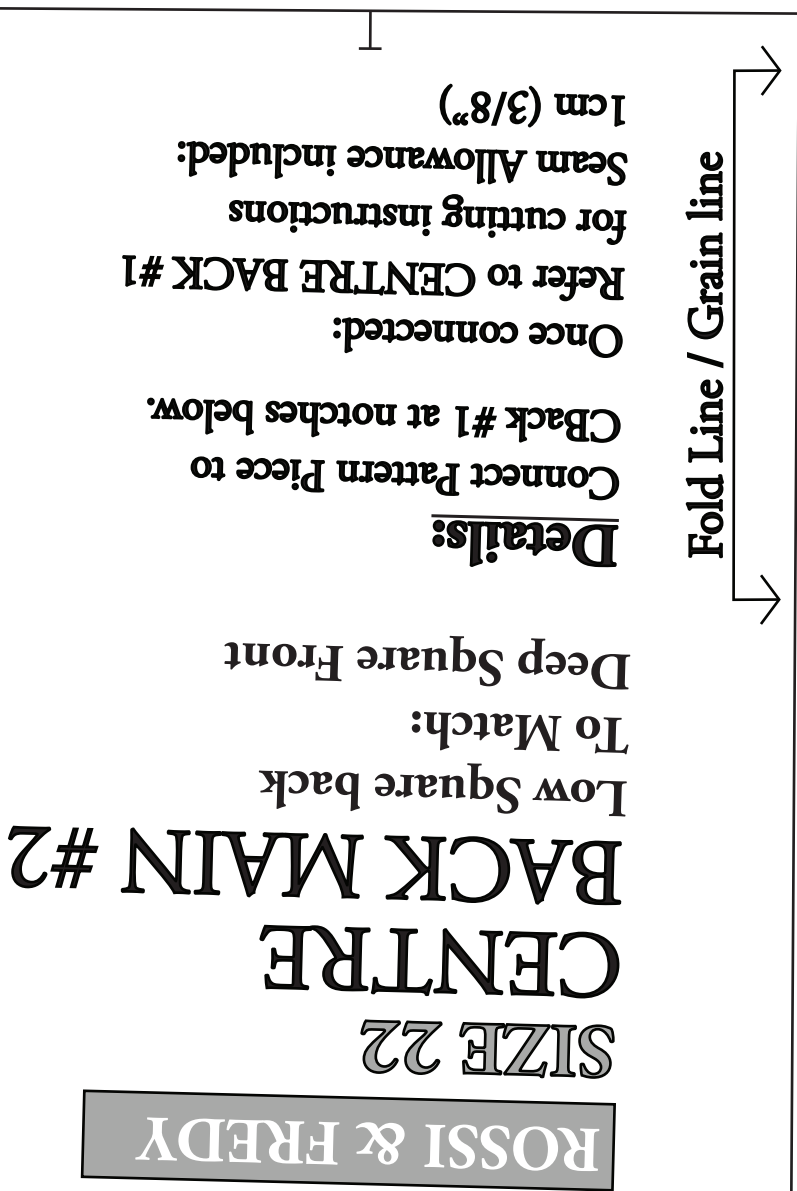 ROSSI & FREDY
SIZE 22
CENTRE
BACK MAIN #2
Low Square back
To Match:
Deep Square Front
Details:
Connect Pattern Piece to
CBack #1 at notches below.
Once connected:
Refer to CENTRE BACK #1
for cutting instructions
Seam Allowance included:
1cm (3/8”)
Fold Line / Grain line